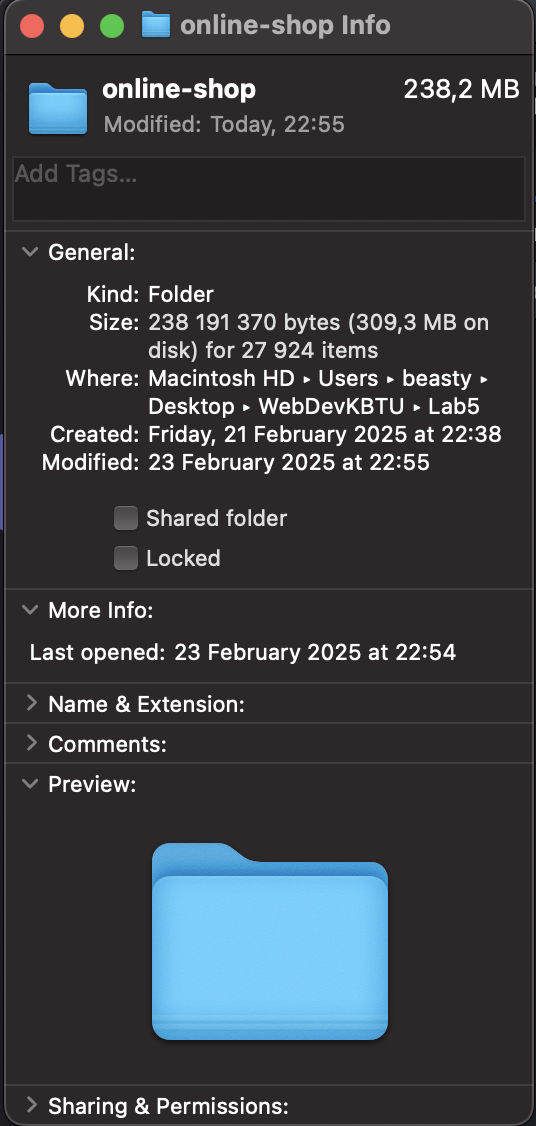 online-shop Info
online-shop 238,2 MB
Modified: Today, 22:55
Add Tags...
General:
Kind: Folder
Size: 238 191 370 bytes (309,3 MB on
disk) for 27 924 items
Where: Macintosh HD ▸ Users ▸ beasty ▸
Desktop ▸ WebDevKBTU ▸ Lab5
Created: Friday, 21 February 2025 at 22:38
Modified: 23 February 2025 at 22:55
Shared folder
Locked
More Info:
Last opened: 23 February 2025 at 22:54
Name & Extension:
Comments:
Preview:
Sharing & Permissions: